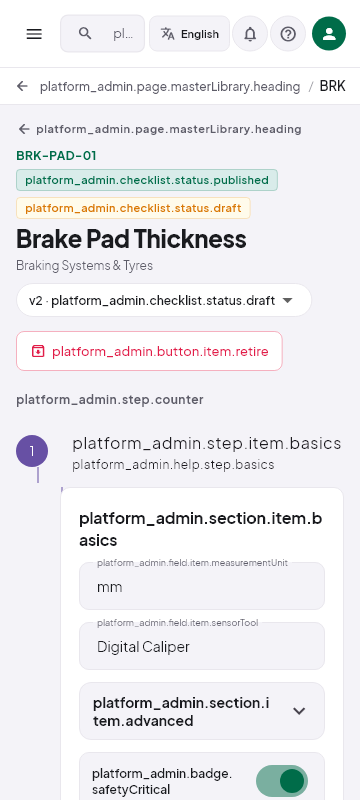 pl...
English
platform_admin.page.masterLibrary.heading / BRK
platform_admin.page.masterLibrary.heading
BRK-PAD-01
platform_admin.checklist.status.published
platform_admin.checklist.status.draft
Brake Pad Thickness
Braking Systems & Tyres
v2 · platform_admin.checklist.status.draft
platform_admin.button.item.retire
platform_admin.step.counter
1
platform_admin.step.item.basics
platform_admin.help.step.basics
platform_admin.section.item.b
asics
platform_admin.field.item.measurementUnit
mm
platform_admin.field.item.sensorTool
Digital Caliper
platform_admin.section.i
tem.advanced
platform_admin.badge.
safetyCritical